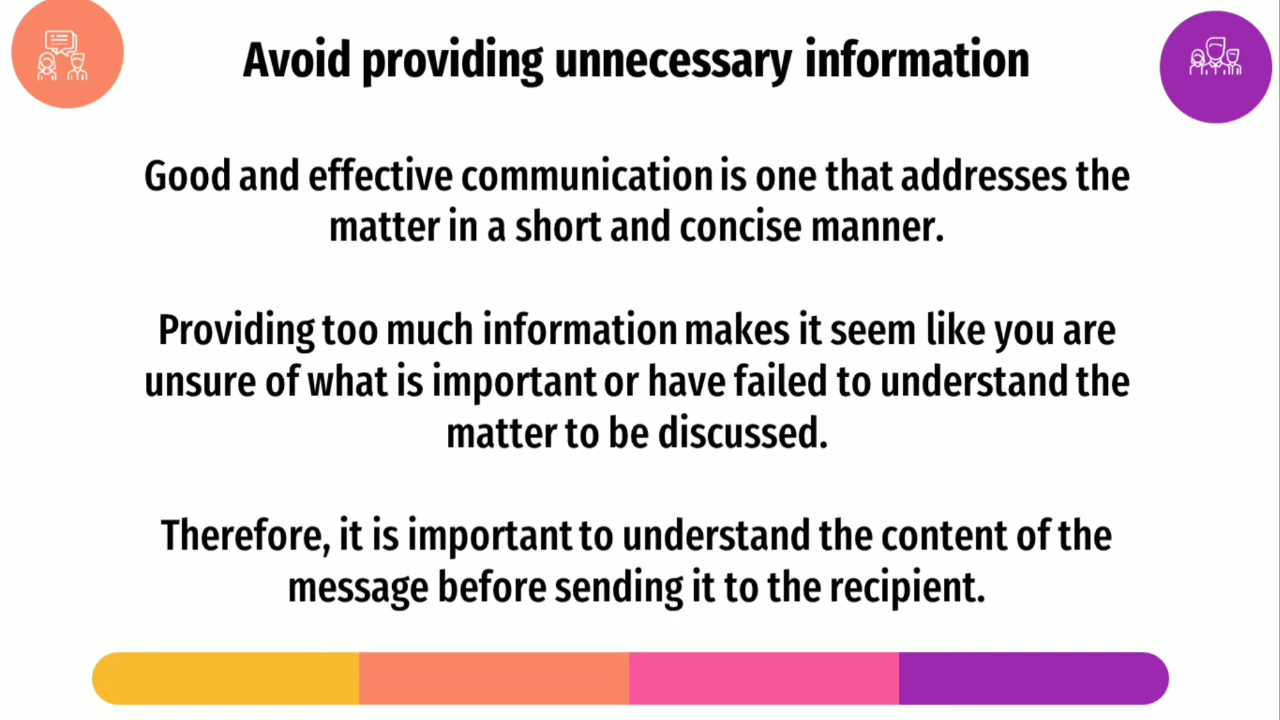 Avoid providing unnecessary information
Good and effective communication is one that addresses the
matter in a short and concise manner.
Providing too much information makes it seem like you are
unsure of what is important or have failed to understand the
matter to be discussed.
Therefore, it is important to understand the content of the
message before sending it to the recipient.